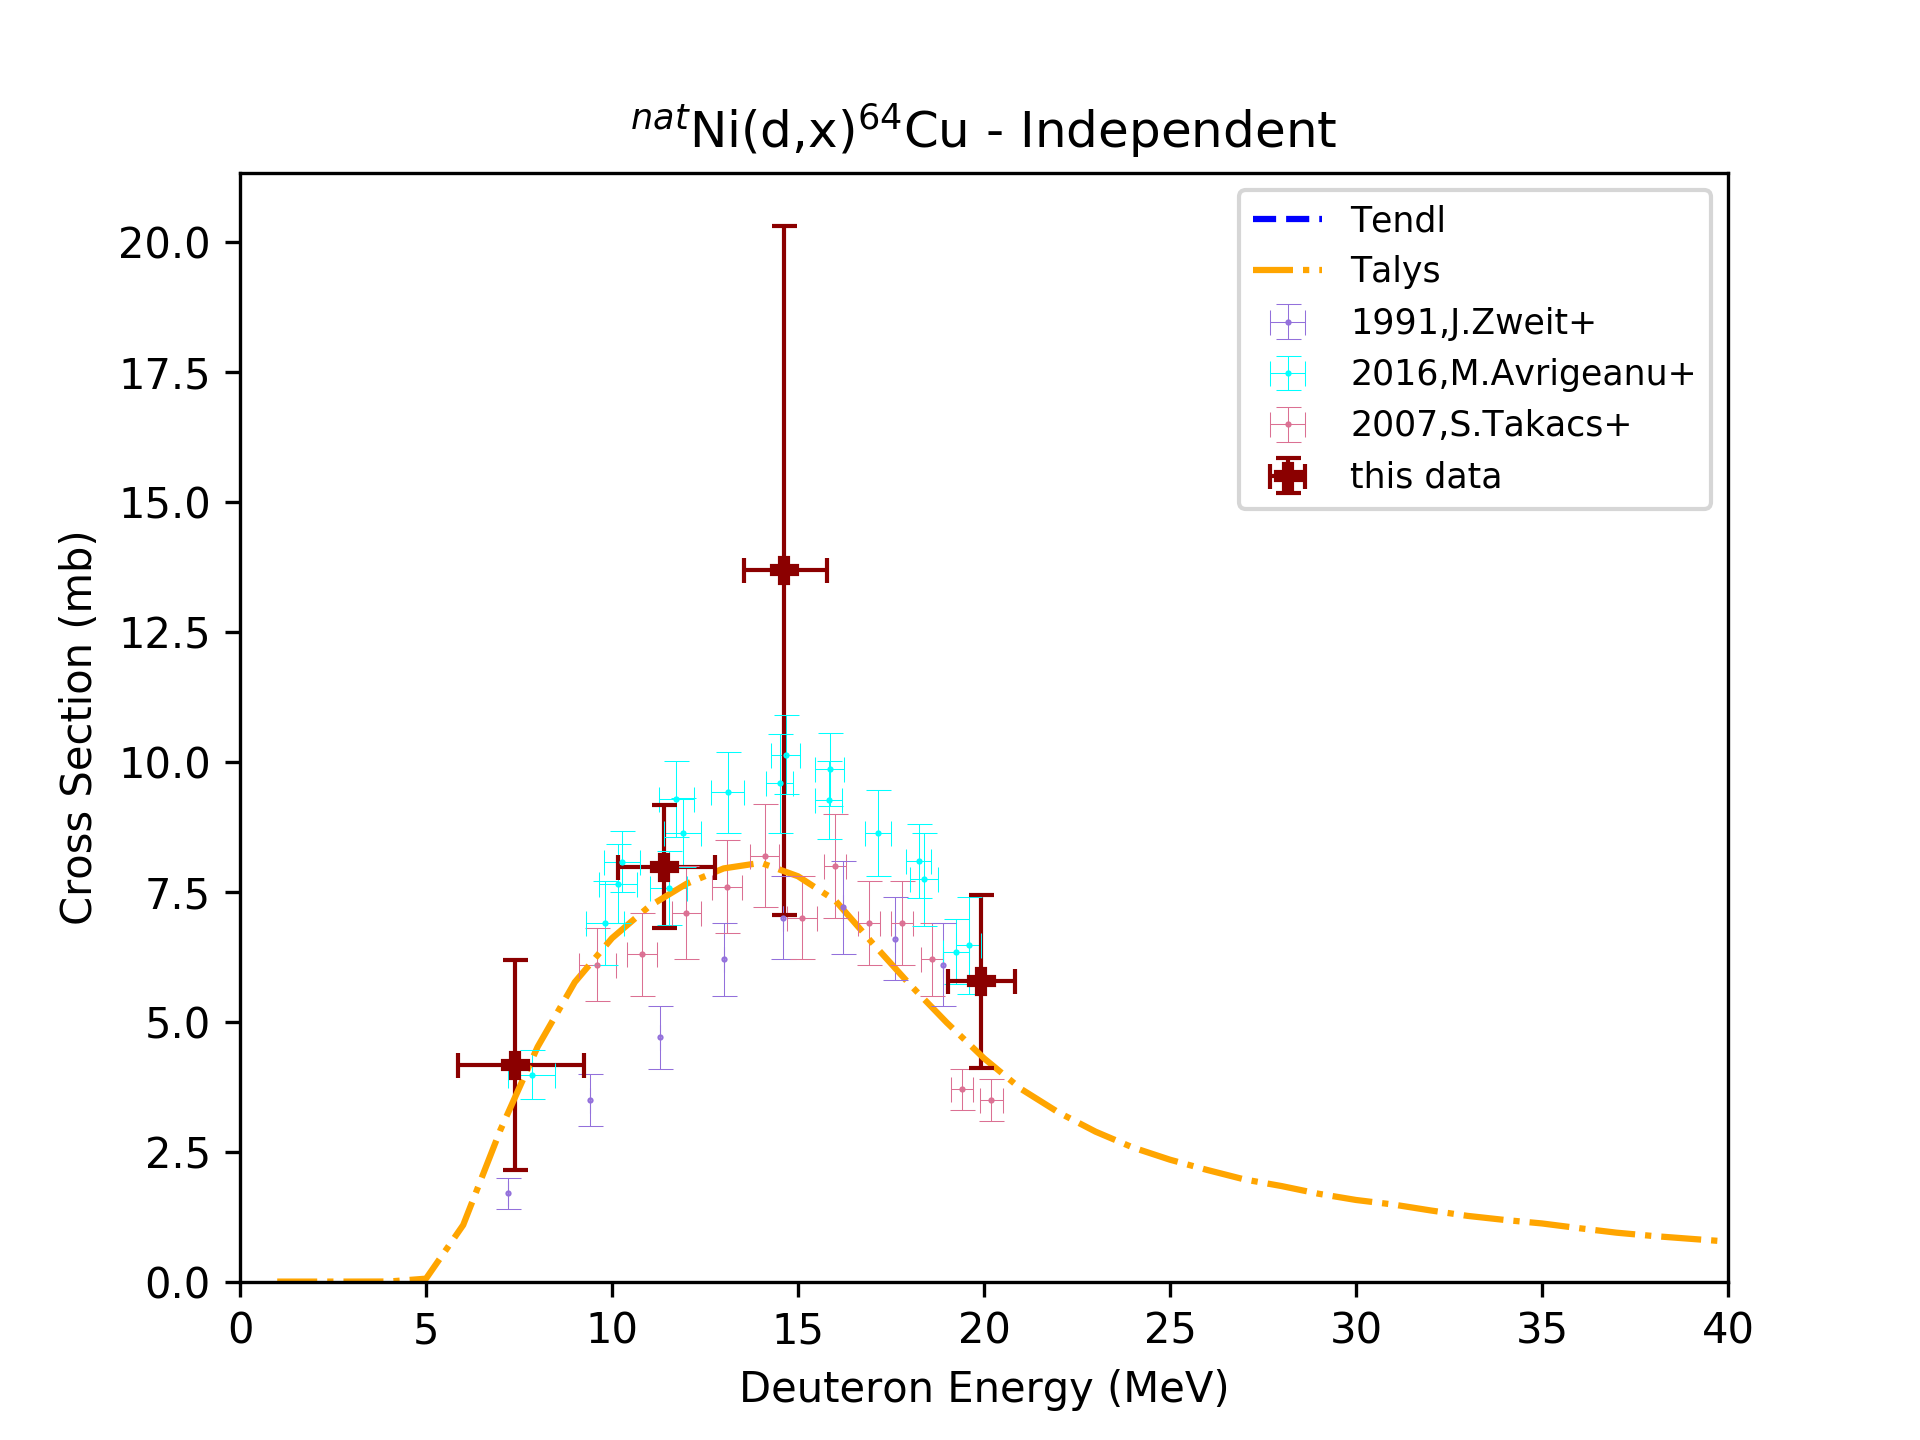 natNi(d,x)64Cu - Independent
Tendl
Talys
1991,J.Zweit+
2016,M.Avrigeanu+
2007,S.Takacs+
this data
Cross Section (mb)
20.0
17.5
15.0
12.5
10.0
7.5
5.0
2.5
0.0
0 5 10 15 20 25 30 35 40
Deuteron Energy (MeV)